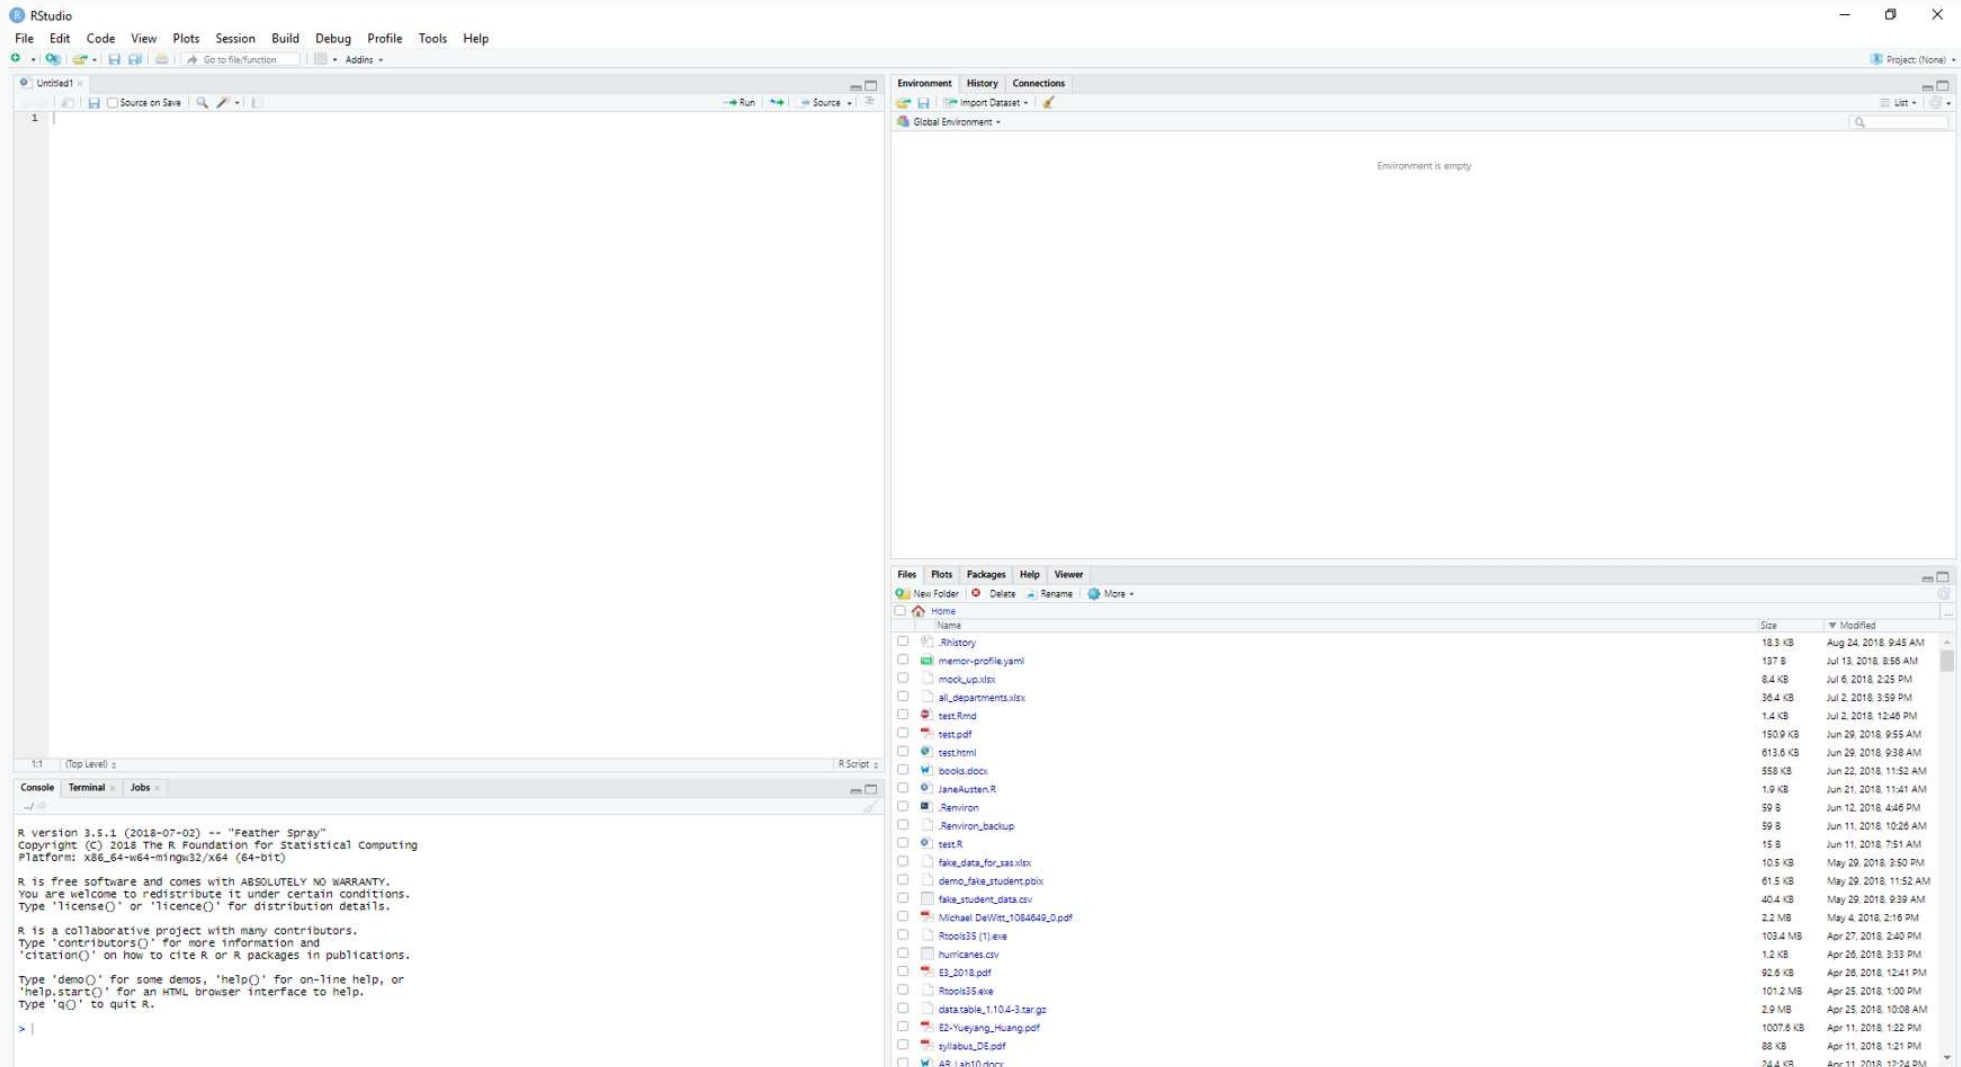 RStudio
File Edit Code View Plots Session Build Debug Profile Tools Help
Go to file/function Addins Project: (None)
Untitled1
Source on Save Run Source
1
1:1 (Top Level) R Script
Console Terminal Jobs
~/
R version 3.5.1 (2018-07-02) -- "Feather Spray"
Copyright (C) 2018 The R Foundation for Statistical Computing
Platform: x86_64-w64-mingw32/x64 (64-bit)
R is free software and comes with ABSOLUTELY NO WARRANTY.
You are welcome to redistribute it under certain conditions.
Type 'license()' or 'licence()' for distribution details.
R is a collaborative project with many contributors.
Type 'contributors()' for more information and
'citation()' on how to cite R or R packages in publications.
Type 'demo()' for some demos, 'help()' for on-line help, or
'help.start()' for an HTML browser interface to help.
Type 'q()' to quit R.
>
Environment History Connections
Import Dataset List
Global Environment
Environment is empty
Files Plots Packages Help Viewer
New Folder Delete Rename More
Home
Name Size Modified
.Rhistory 18.3 KB Aug 24, 2018, 9:45 AM
memor-profile.yaml 137 B Jul 13, 2018, 8:56 AM
mock_up.xlsx 8.4 KB Jul 6, 2018, 2:25 PM
all_departments.xlsx 36.4 KB Jul 2, 2018, 3:59 PM
test.Rmd 1.4 KB Jul 2, 2018, 12:46 PM
test.pdf 150.9 KB Jun 29, 2018, 9:55 AM
test.html 613.6 KB Jun 29, 2018, 9:38 AM
books.docx 558 KB Jun 22, 2018, 11:52 AM
JaneAusten.R 1.9 KB Jun 21, 2018, 11:41 AM
.Renviron 59 B Jun 12, 2018, 4:46 PM
.Renviron_backup 59 B Jun 11, 2018, 10:26 AM
test.R 15 B Jun 11, 2018, 7:51 AM
fake_data_for_sas.xlsx 10.5 KB May 29, 2018, 3:50 PM
demo_fake_student.pbix 61.5 KB May 29, 2018, 11:52 AM
fake_student_data.csv 40.4 KB May 29, 2018, 9:39 AM
Michael DeWitt_1084649_0.pdf 2.2 MB May 4, 2018, 2:16 PM
Rtools35 (1).exe 103.4 MB Apr 27, 2018, 2:40 PM
hurricanes.csv 1.2 KB Apr 26, 2018, 3:33 PM
E3_2018.pdf 92.6 KB Apr 26, 2018, 12:41 PM
Rtools35.exe 101.2 MB Apr 25, 2018, 1:00 PM
data.table_1.10.4-3.tar.gz 2.9 MB Apr 25, 2018, 10:08 AM
E2-Yueyang_Huang.pdf 1007.6 KB Apr 11, 2018, 1:22 PM
syllabus_DE.pdf 88 KB Apr 11, 2018, 1:21 PM
AR_Lab10.docx 24.4 KB Apr 11, 2018, 12:24 PM